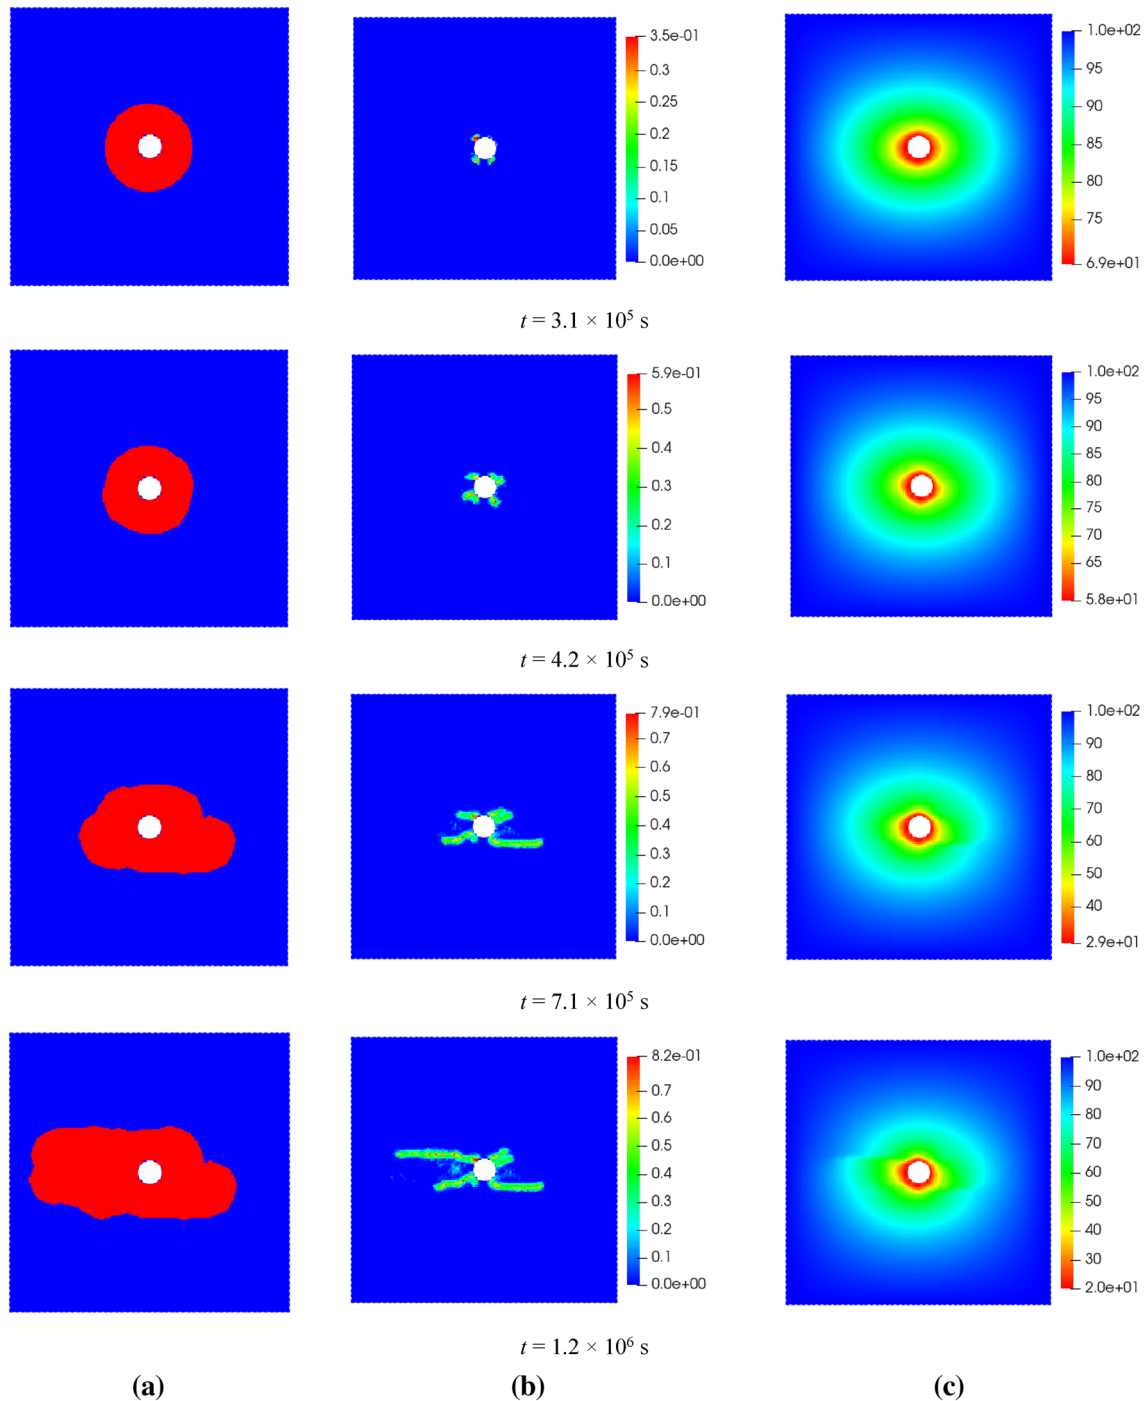 3.5e-01
0.3
0.25
0.2
0.15
0.1
0.05
0.0e+00
1.0e+02
95
90
85
80
75
6.9e+01
t = 3.1 × 10⁵ s
5.9e-01
0.5
0.4
0.3
0.2
0.1
0.0e+00
1.0e+02
95
90
85
80
75
70
65
5.8e+01
t = 4.2 × 10⁵ s
7.9e-01
0.7
0.6
0.5
0.4
0.3
0.2
0.1
0.0e+00
1.0e+02
90
80
70
60
50
40
2.9e+01
t = 7.1 × 10⁵ s
8.2e-01
0.7
0.6
0.5
0.4
0.3
0.2
0.1
0.0e+00
1.0e+02
90
80
70
60
50
40
30
2.0e+01
t = 1.2 × 10⁶ s
(a) (b) (c)